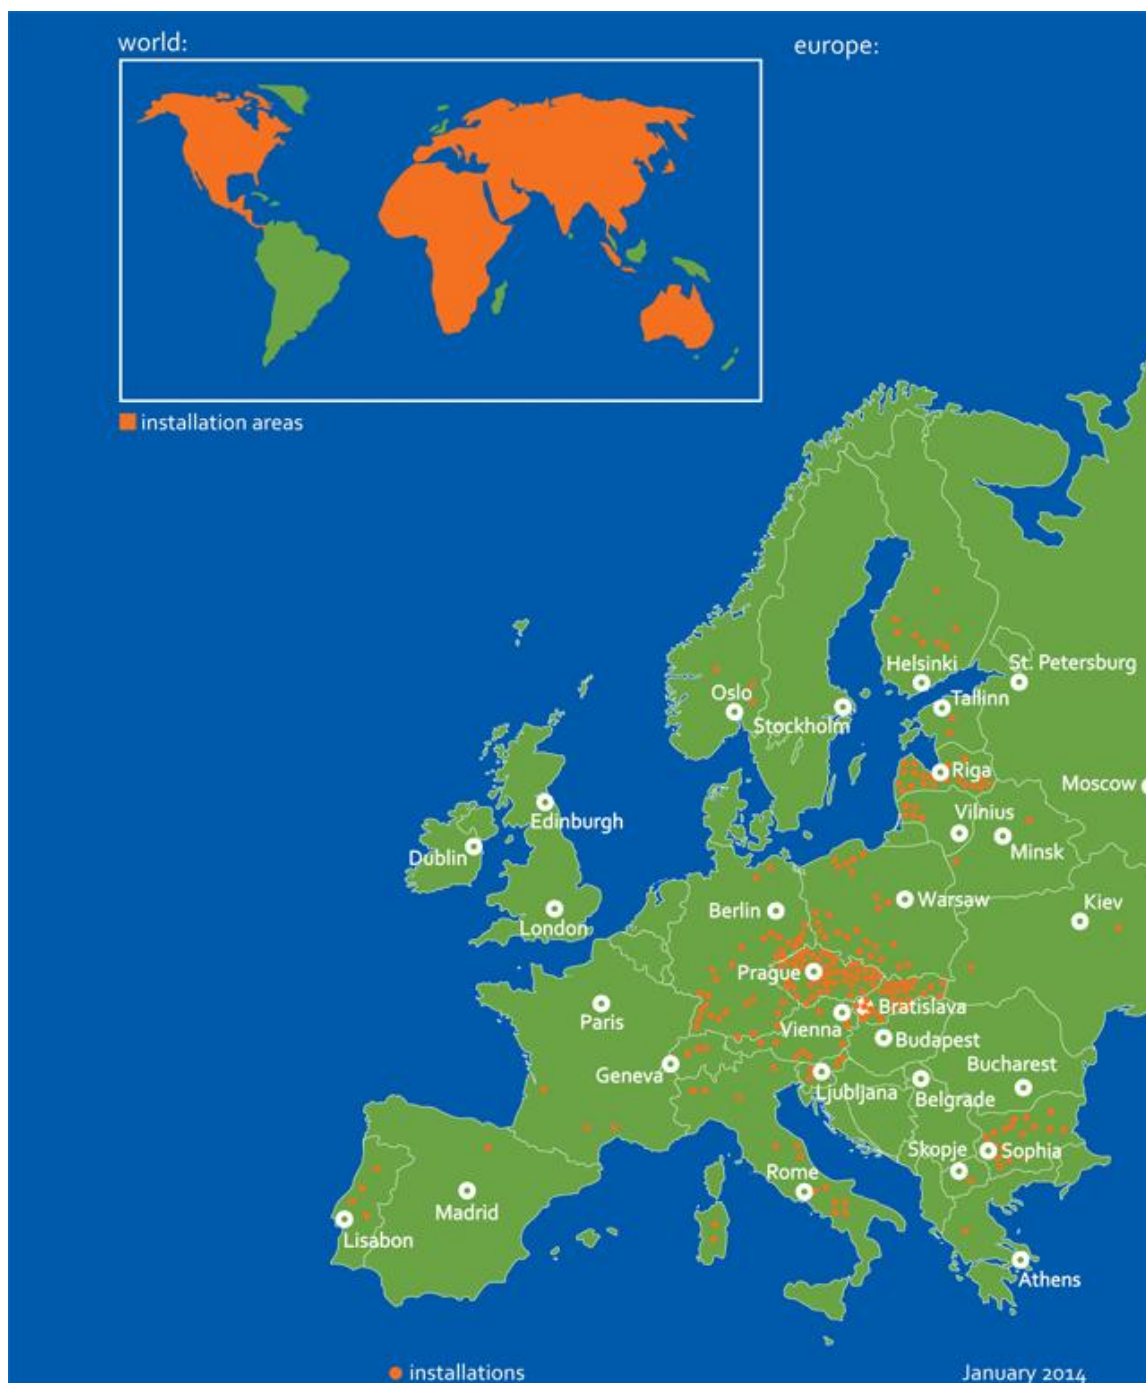 world:
europe:
installation areas
Helsinki
St. Petersburg
Oslo
Tallinn
Stockholm
Riga
Moscow
Vilnius
Edinburgh
Minsk
Dublin
Warsaw
Kiev
Berlin
London
Prague
Paris
Bratislava
Vienna
Budapest
Geneva
Bucharest
Ljubljana
Belgrade
Skopje
Sophia
Rome
Madrid
Lisabon
Athens
installations
January 2014